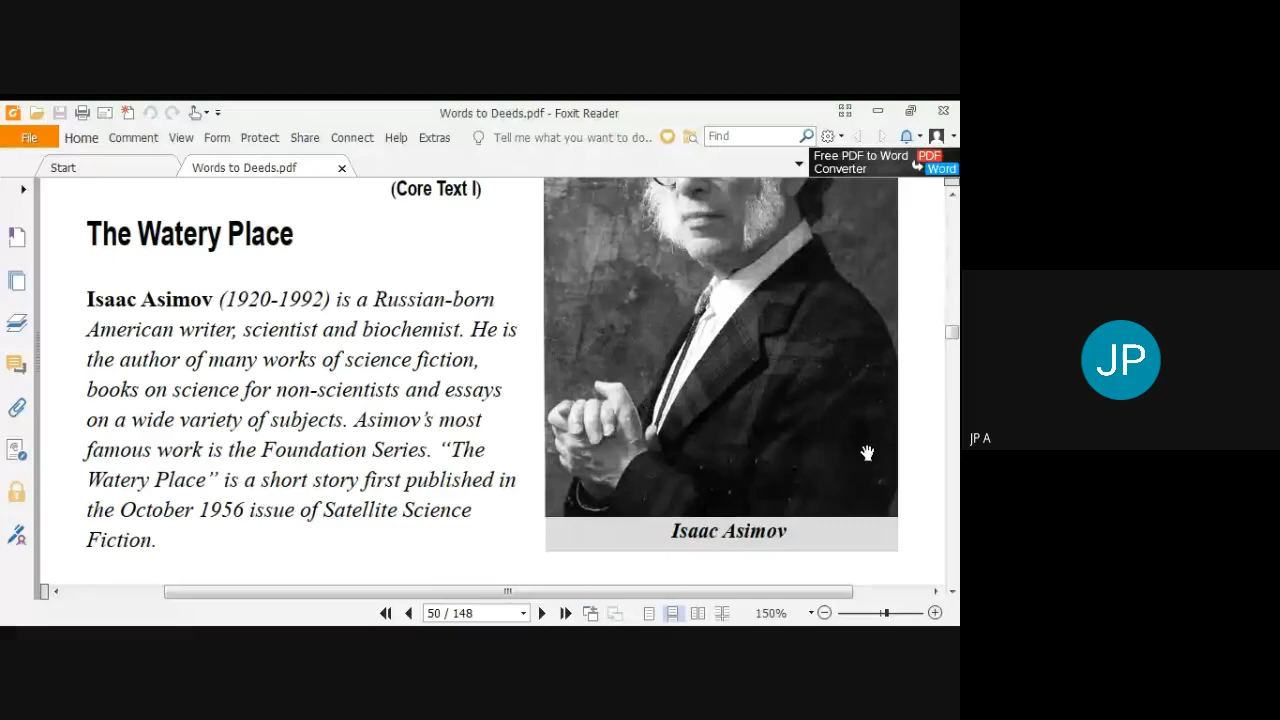 Words to Deeds.pdf - Foxit Reader
File Home Comment View Form Protect Share Connect Help Extras Tell me what you want to do.. Find
Start Words to Deeds.pdf
Free PDF to Word PDF
Converter Word
(Core Text I)
The Watery Place
Isaac Asimov (1920-1992) is a Russian-born
American writer, scientist and biochemist. He is
the author of many works of science fiction,
books on science for non-scientists and essays
on a wide variety of subjects. Asimov's most
famous work is the Foundation Series. “The
Watery Place” is a short story first published in
the October 1956 issue of Satellite Science
Fiction.
Isaac Asimov
50 / 148
150%
JP
JP A